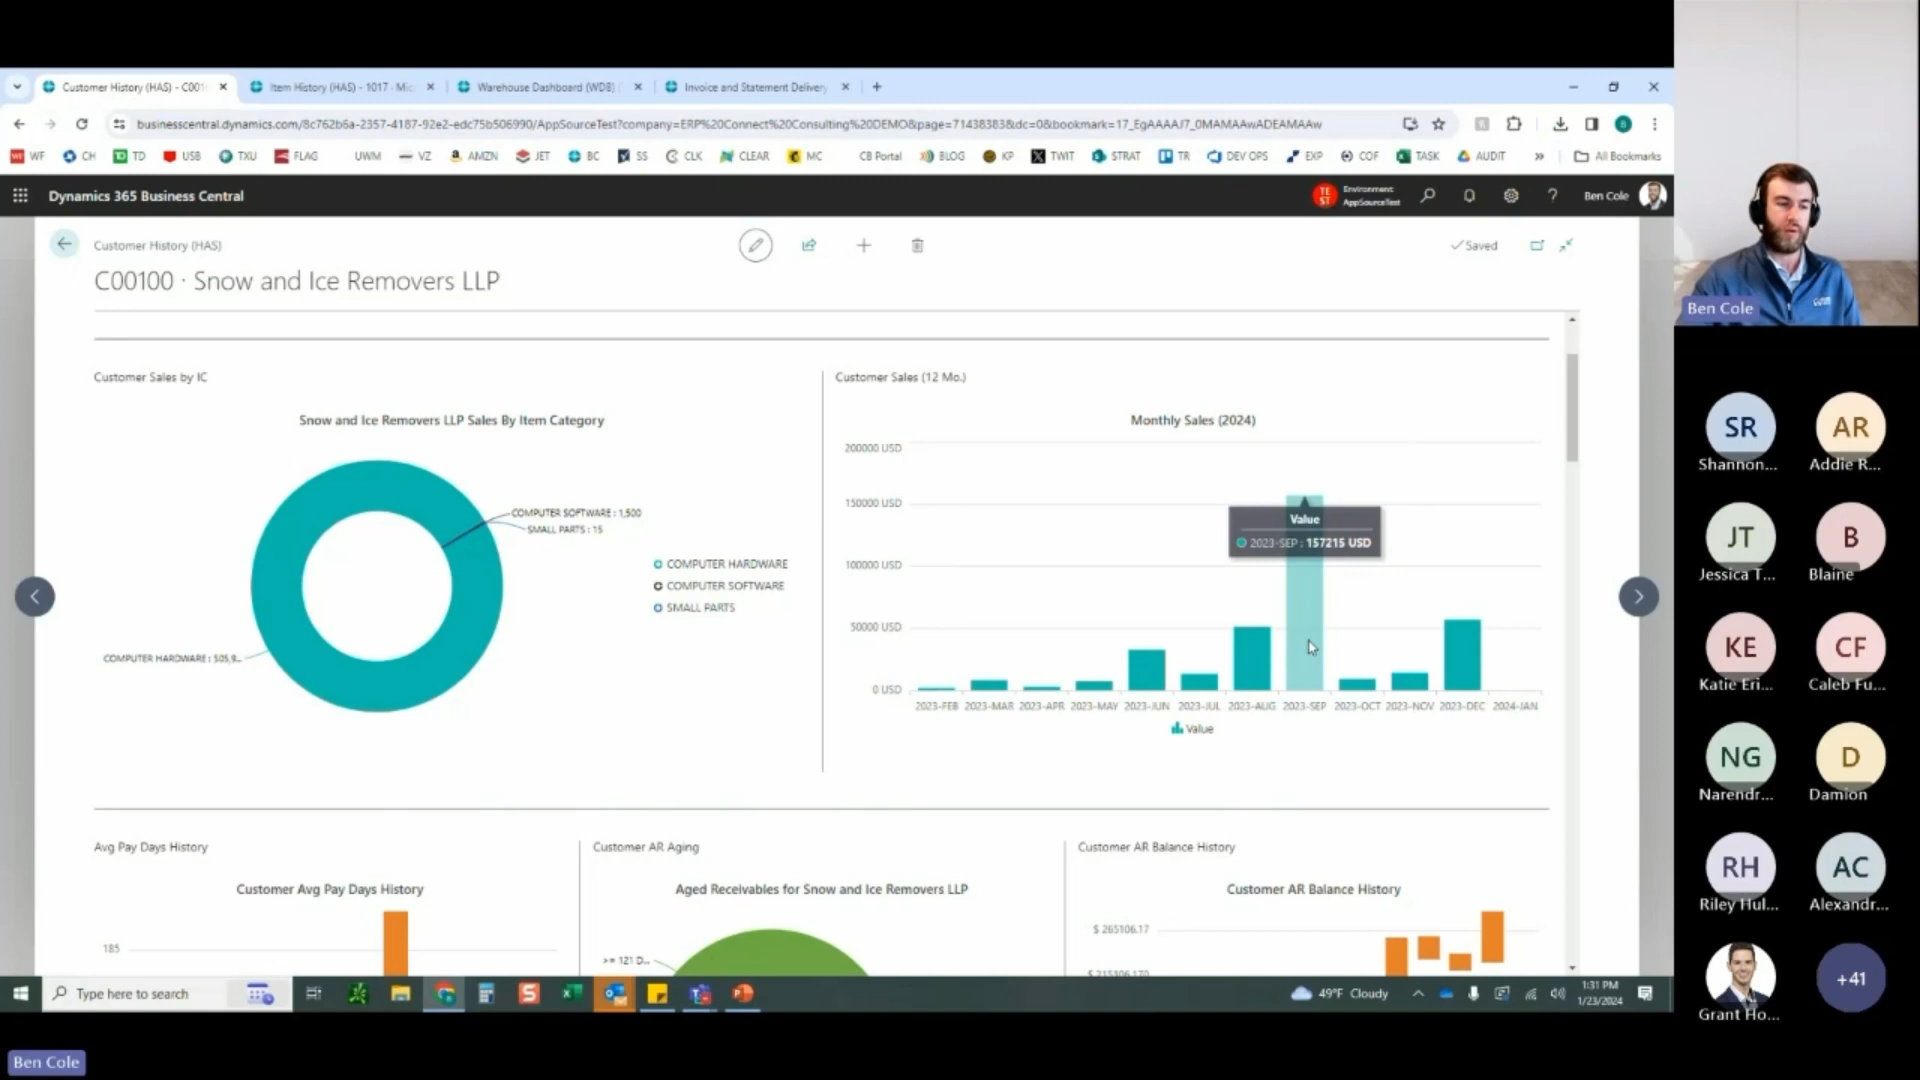 Customer History (HAS) - C001
Item History (HAS) - 1017 - Mic
Warehouse Dashboard (WDB)
Invoice and Statement Delivery
businesscentral.dynamics.com/8c762b6a-2357-4187-92e2-edc75b506990/AppSourceTest?company=ERP%20Connect%20Consulting%20DEMO&page=71438383&dc=0&bookmark=17_EgAAAAJ7_0MAMAAwADEAMAAw
WF CH TD USB TXU FLAG UWM VZ AMZN JET BC SS CLK CLEAR MC CB Portal BLOG KP TWIT STRAT TR DEV OPS EXP COF TASK AUDIT » All Bookmarks
Dynamics 365 Business Central
TE
ST
Environment:
AppSourceTest
? Ben Cole
Customer History (HAS)
Saved
C00100 · Snow and Ice Removers LLP
Customer Sales by IC
Snow and Ice Removers LLP Sales By Item Category
COMPUTER SOFTWARE : 1,500
SMALL PARTS : 15
COMPUTER HARDWARE
COMPUTER SOFTWARE
SMALL PARTS
COMPUTER HARDWARE : 505,9...
Customer Sales (12 Mo.)
Monthly Sales (2024)
200000 USD
150000 USD
100000 USD
50000 USD
0 USD
Value
2023-SEP : 157215 USD
2023-FEB 2023-MAR 2023-APR 2023-MAY 2023-JUN 2023-JUL 2023-AUG 2023-SEP 2023-OCT 2023-NOV 2023-DEC 2024-JAN
Value
Avg Pay Days History
Customer Avg Pay Days History
185
Customer AR Aging
Aged Receivables for Snow and Ice Removers LLP
>= 121 D...
Customer AR Balance History
Customer AR Balance History
$ 265106.17
$ 215106.170
Type here to search
49°F Cloudy
1:31 PM
1/23/2024
Ben Cole
SR AR
Shannon... Addie R...
JT B
Jessica T... Blaine
KE CF
Katie Eri... Caleb Fu...
NG D
Narendr... Damion
RH AC
Riley Hul... Alexandr...
+41
Grant Ho...
Ben Cole